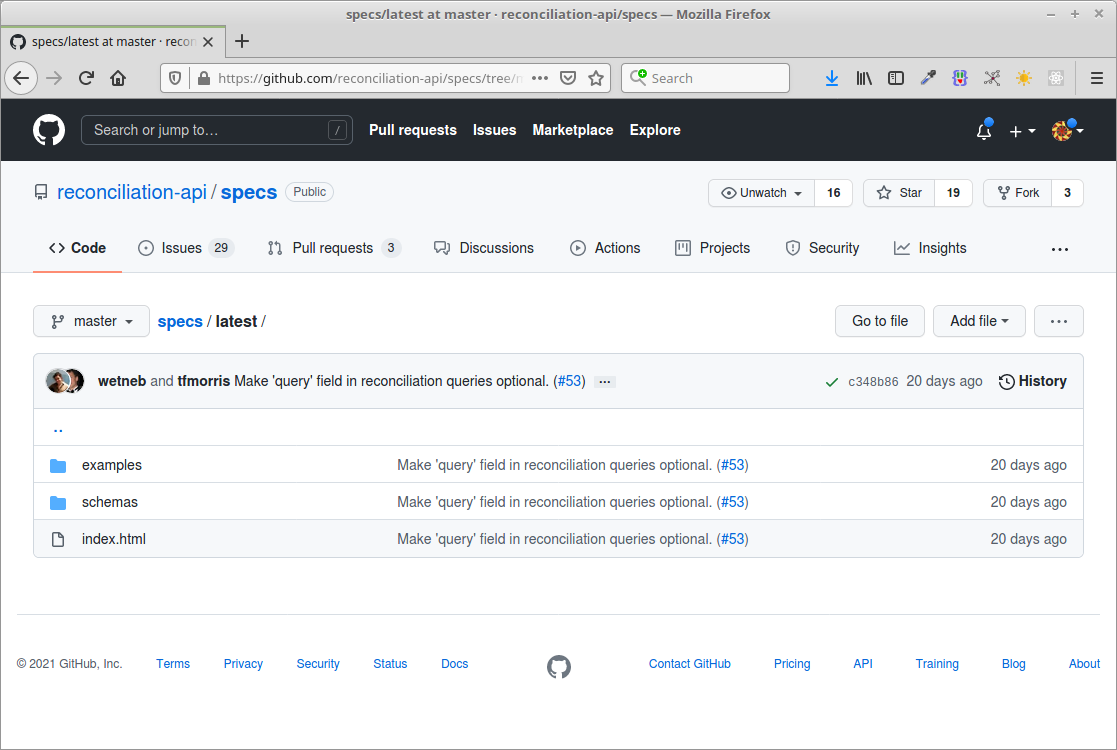 specs/latest at master · reconciliation-api/specs — Mozilla Firefox
specs/latest at master · recon
https://github.com/reconciliation-api/specs/tree/m
Search
Search or jump to… /
Pull requests Issues Marketplace Explore
reconciliation-api / specs Public
Unwatch 16 Star 19 Fork 3
Code Issues 29 Pull requests 3 Discussions Actions Projects Security Insights
master specs / latest / Go to file Add file
wetneb and tfmorris Make 'query' field in reconciliation queries optional. (#53) c348b86 20 days ago History
..
examples Make 'query' field in reconciliation queries optional. (#53) 20 days ago
schemas Make 'query' field in reconciliation queries optional. (#53) 20 days ago
index.html Make 'query' field in reconciliation queries optional. (#53) 20 days ago
© 2021 GitHub, Inc. Terms Privacy Security Status Docs Contact GitHub Pricing API Training Blog About